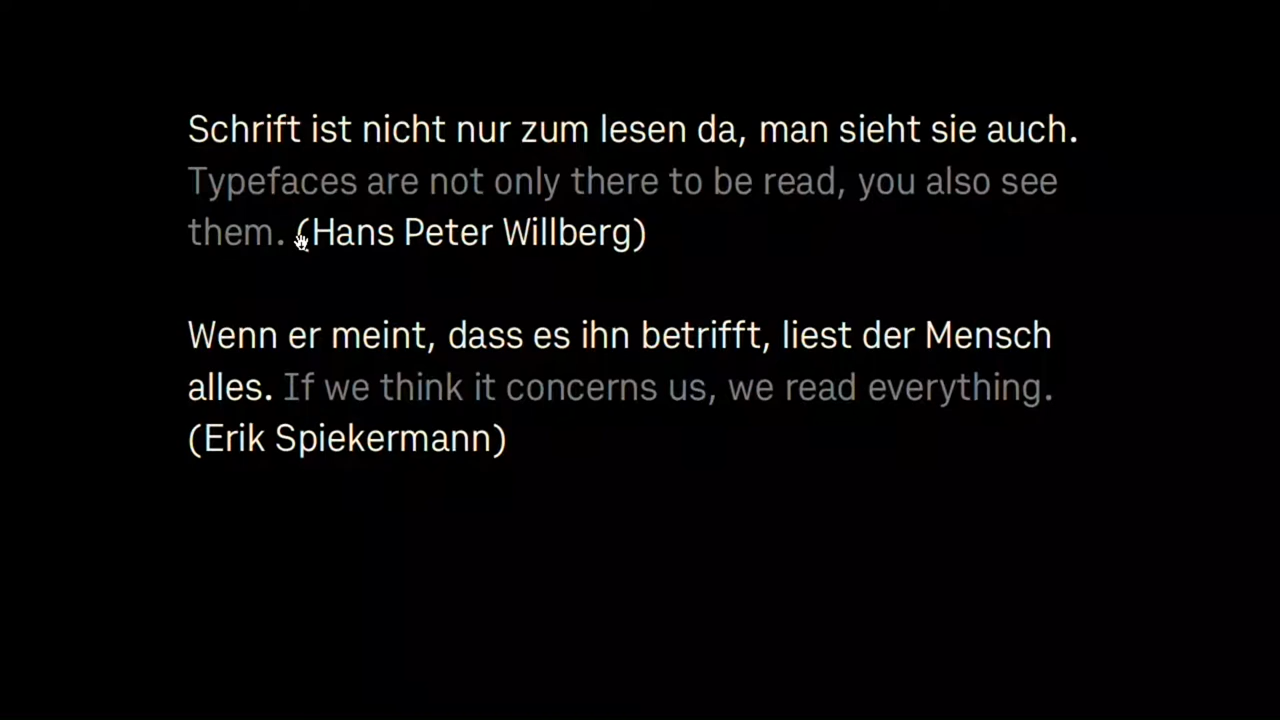 Schrift ist nicht nur zum lesen da, man sieht sie auch.
Typefaces are not only there to be read, you also see
them. (Hans Peter Willberg)
Wenn er meint, dass es ihn betrifft, liest der Mensch
alles. If we think it concerns us, we read everything.
(Erik Spiekermann)